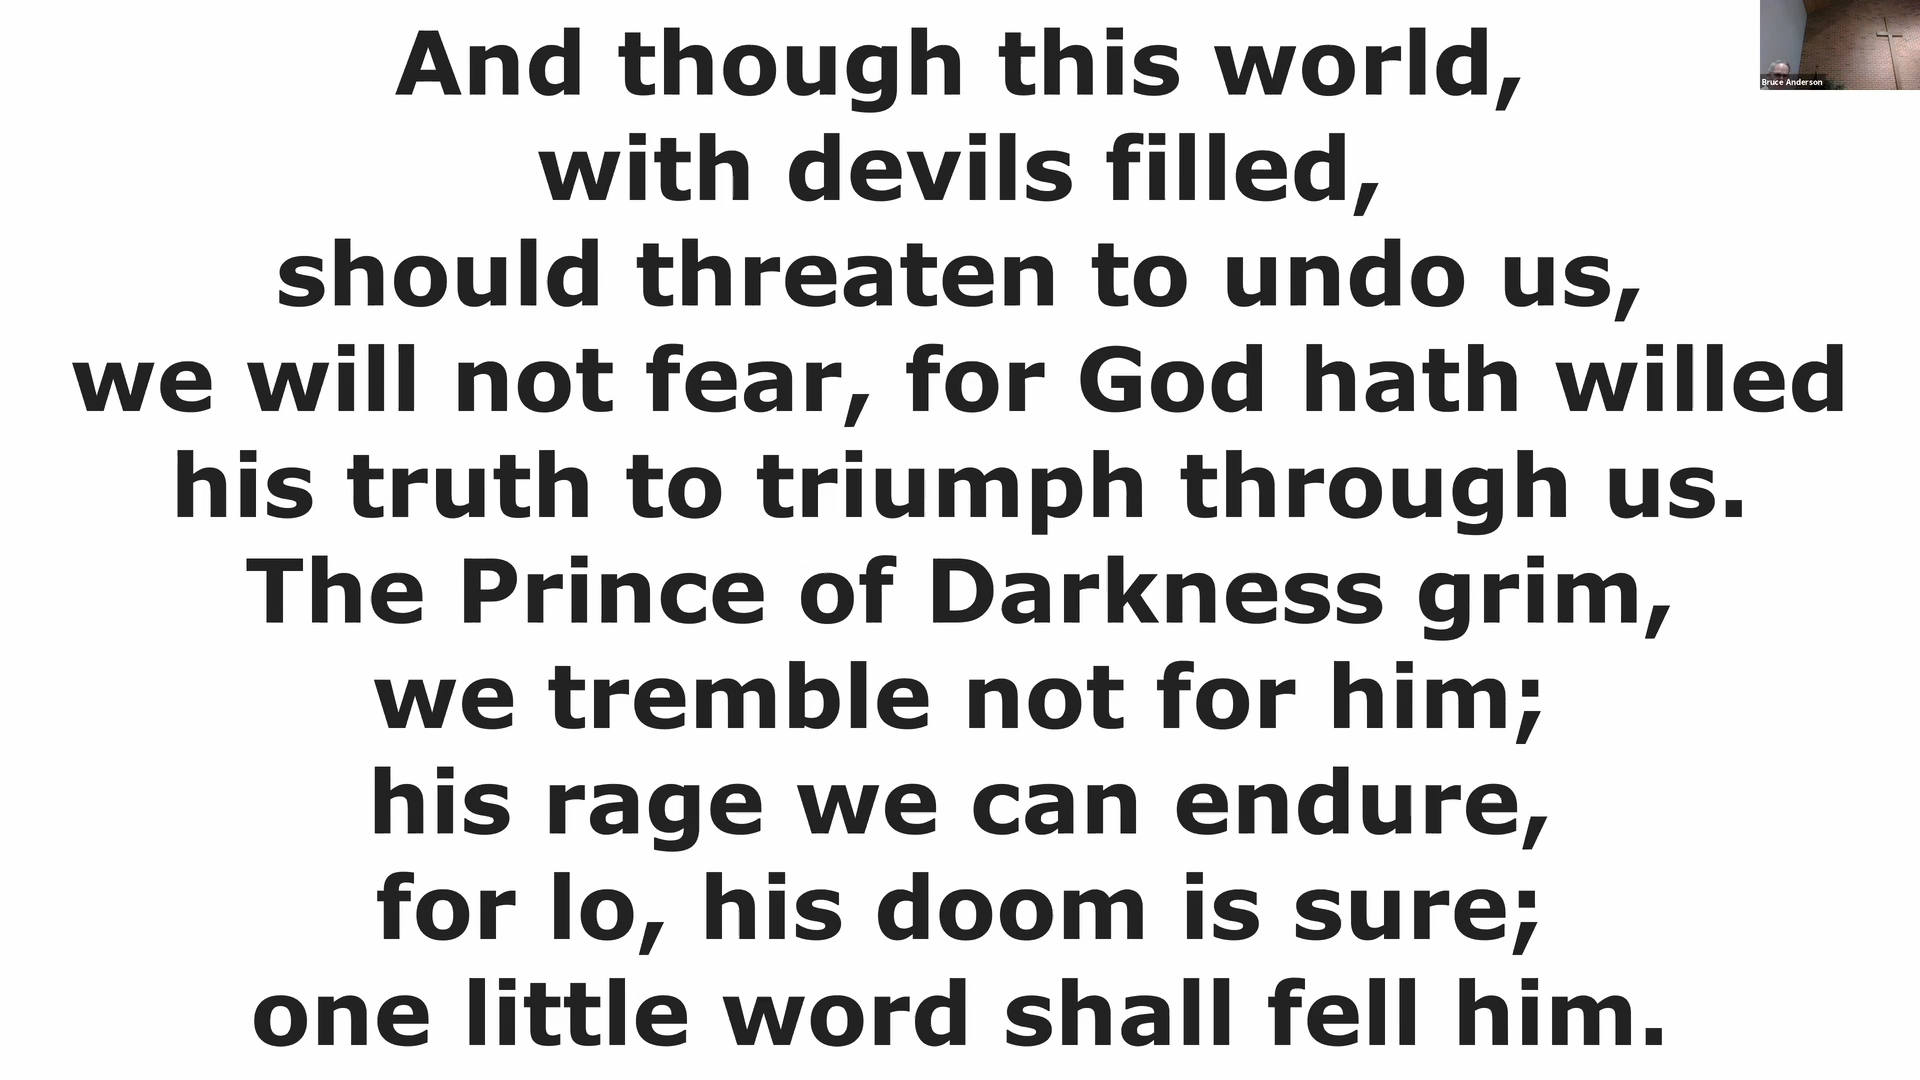 And though this world,
with devils filled,
should threaten to undo us,
we will not fear, for God hath willed
his truth to triumph through us.
The Prince of Darkness grim,
we tremble not for him;
his rage we can endure,
for lo, his doom is sure;
one little word shall fell him.
Bruce Anderson